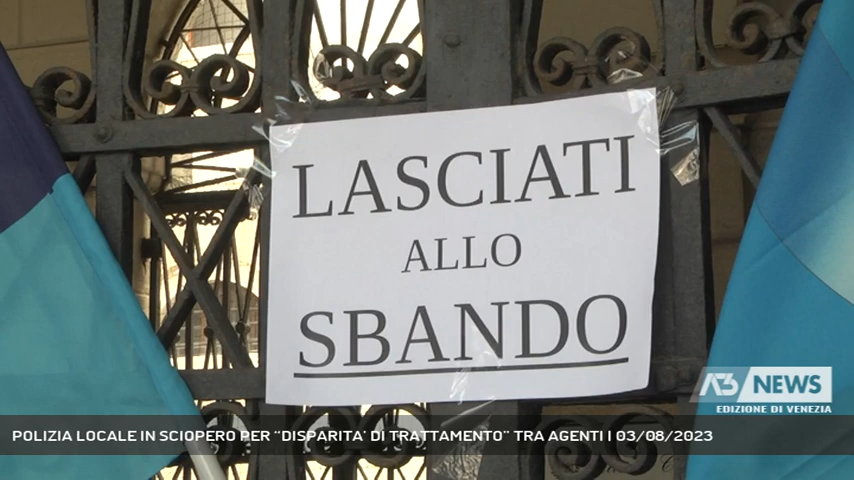 LASCIATI
ALLO
SBANDO
A3 NEWS
EDIZIONE DI VENEZIA
POLIZIA LOCALE IN SCIOPERO PER “DISPARITA' DI TRATTAMENTO” TRA AGENTI | 03/08/2023